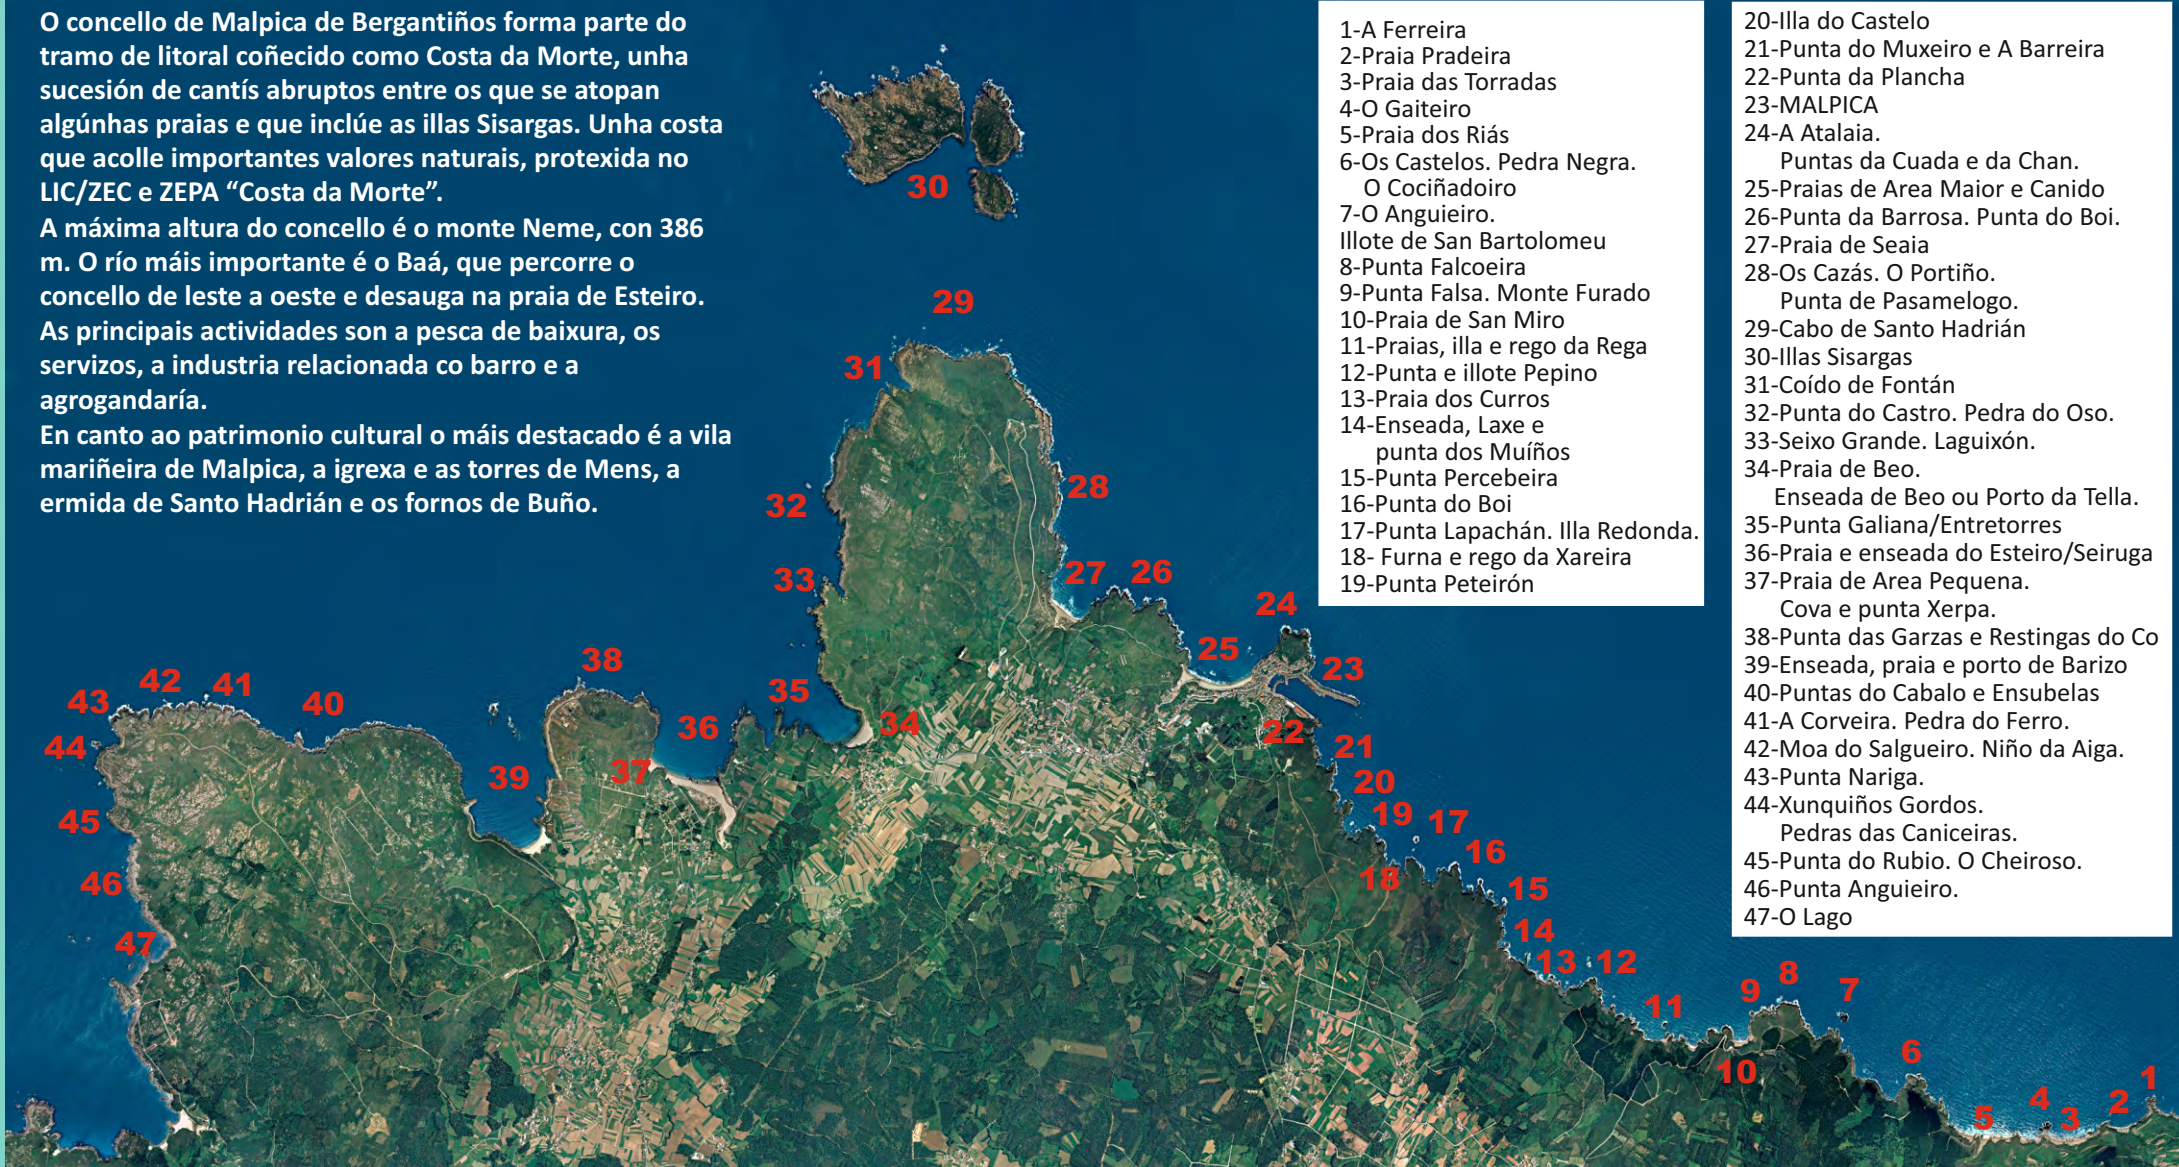 O concello de Malpica de Bergantiños forma parte do
tramo de litoral coñecido como Costa da Morte, unha
sucesión de cantís abruptos entre os que se atopan
algúnhas praias e que inclúe as illas Sisargas. Unha costa
que acolle importantes valores naturais, protexida no
LIC/ZEC e ZEPA “Costa da Morte”.
A máxima altura do concello é o monte Neme, con 386
m. O río máis importante é o Baá, que percorre o
concello de leste a oeste e desauga na praia de Esteiro.
As principais actividades son a pesca de baixura, os
servizos, a industria relacionada co barro e a
agrogandaría.
En canto ao patrimonio cultural o máis destacado é a vila
mariñeira de Malpica, a igrexa e as torres de Mens, a
ermida de Santo Hadrián e os fornos de Buño.
1-A Ferreira
2-Praia Pradeira
3-Praia das Torradas
4-O Gaiteiro
5-Praia dos Riás
6-Os Castelos. Pedra Negra.
O Cociñadoiro
7-O Anguieiro.
Illote de San Bartolomeu
8-Punta Falcoeira
9-Punta Falsa. Monte Furado
10-Praia de San Miro
11-Praias, illa e rego da Rega
12-Punta e illote Pepino
13-Praia dos Curros
14-Enseada, Laxe e
punta dos Muíños
15-Punta Percebeira
16-Punta do Boi
17-Punta Lapachán. Illa Redonda.
18- Furna e rego da Xareira
19-Punta Peteirón
20-Illa do Castelo
21-Punta do Muxeiro e A Barreira
22-Punta da Plancha
23-MALPICA
24-A Atalaia.
Puntas da Cuada e da Chan.
25-Praias de Area Maior e Canido
26-Punta da Barrosa. Punta do Boi.
27-Praia de Seaia
28-Os Cazás. O Portiño.
Punta de Pasamelogo.
29-Cabo de Santo Hadrián
30-Illas Sisargas
31-Coído de Fontán
32-Punta do Castro. Pedra do Oso.
33-Seixo Grande. Laguixón.
34-Praia de Beo.
Enseada de Beo ou Porto da Tella.
35-Punta Galiana/Entretorres
36-Praia e enseada do Esteiro/Seiruga
37-Praia de Area Pequena.
Cova e punta Xerpa.
38-Punta das Garzas e Restingas do Co
39-Enseada, praia e porto de Barizo
40-Puntas do Cabalo e Ensubelas
41-A Corveira. Pedra do Ferro.
42-Moa do Salgueiro. Niño da Aiga.
43-Punta Nariga.
44-Xunquiños Gordos.
Pedras das Caniceiras.
45-Punta do Rubio. O Cheiroso.
46-Punta Anguieiro.
47-O Lago
30
29
31
28
32
33
27
26
24
25
23
38
35
34
36
37
22
43
42
41
40
44
39
45
46
47
21
20
19
17
16
18
15
14
13
12
11
9
8
7
10
6
5
4
3
2
1